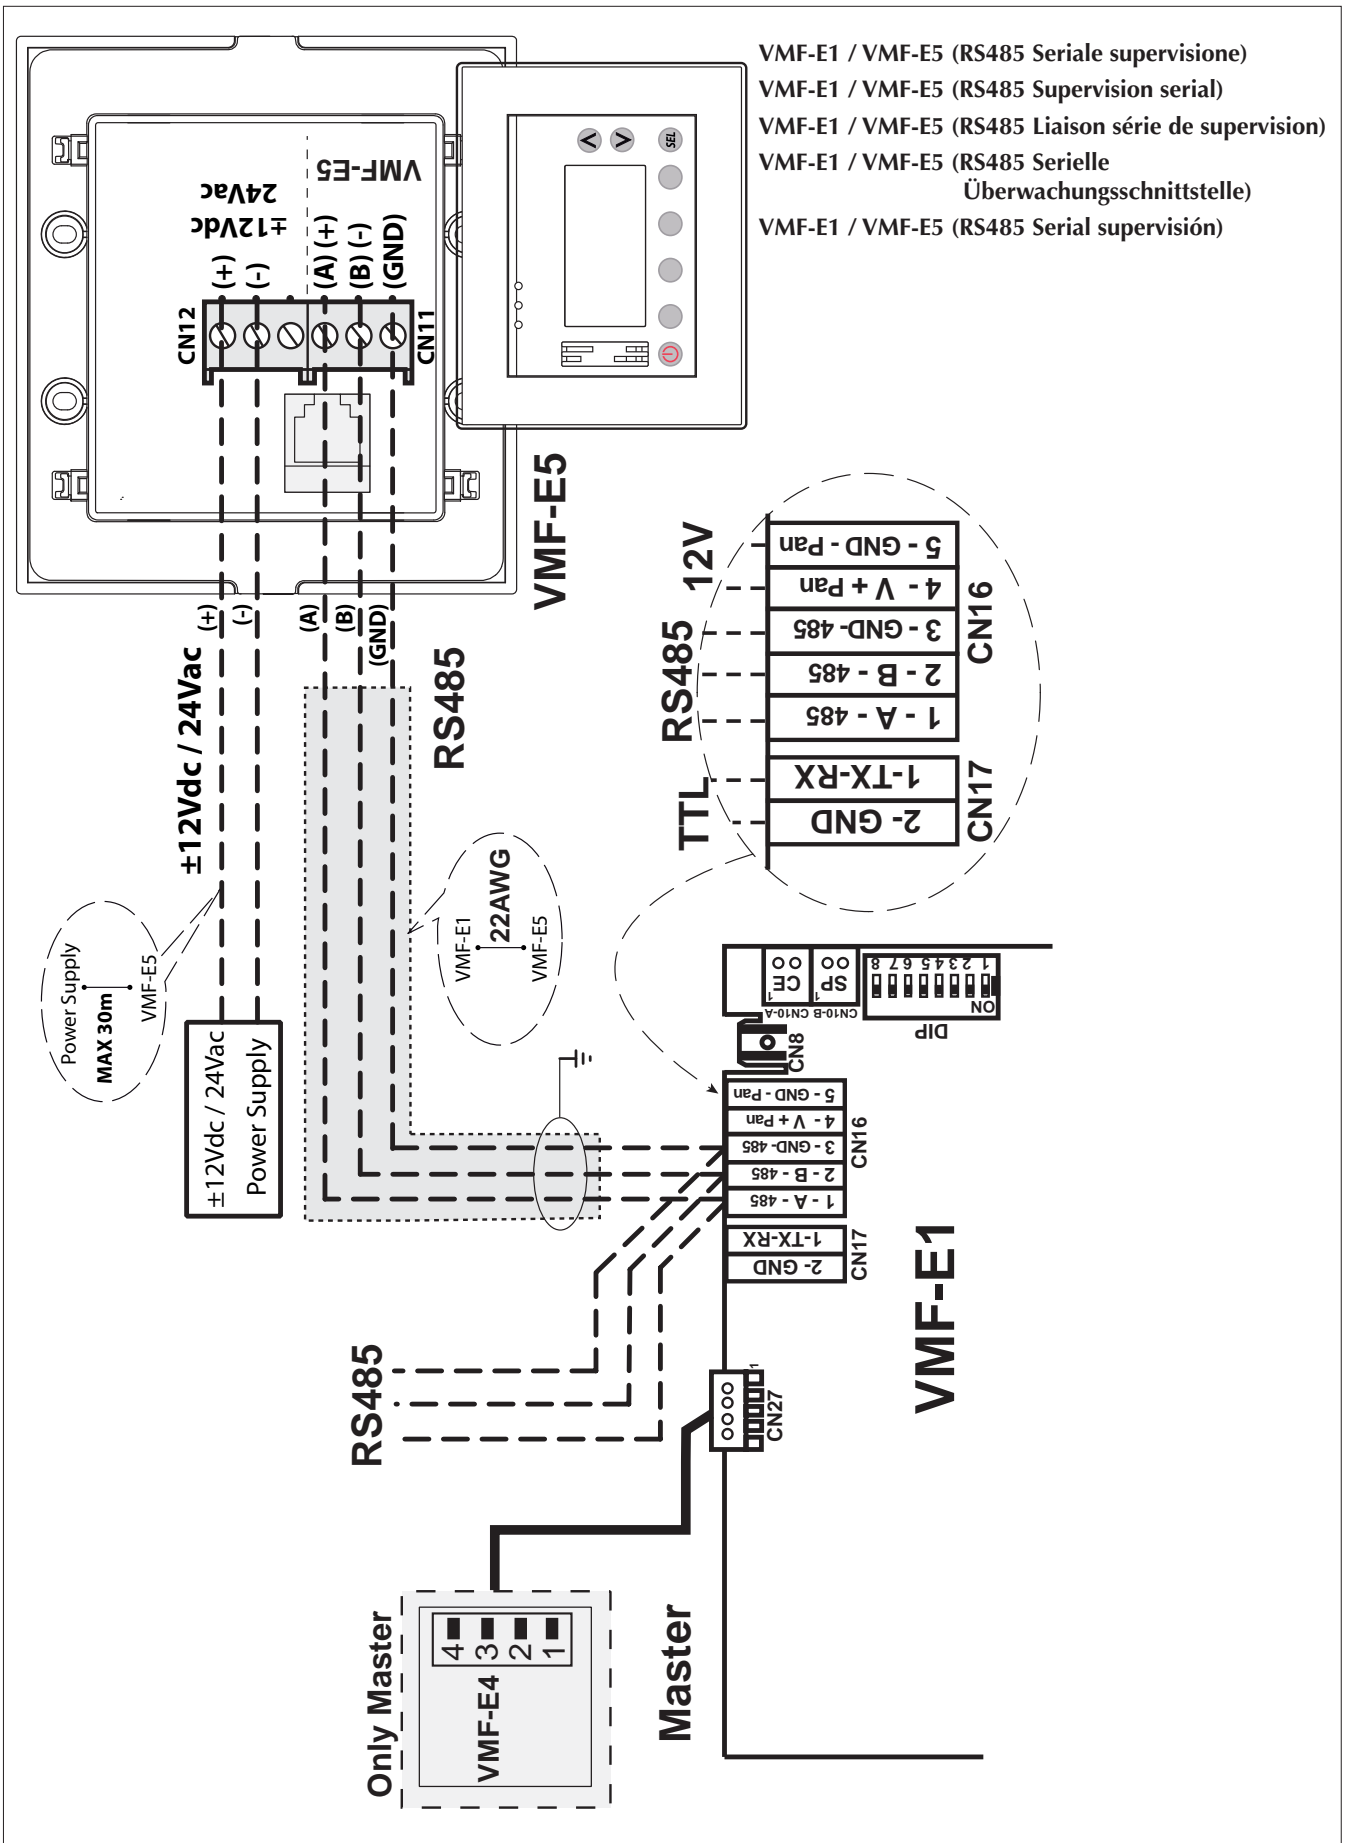 VMF-E1 / VMF-E5 (RS485 Seriale supervisione)
VMF-E1 / VMF-E5 (RS485 Supervision serial)
VMF-E1 / VMF-E5 (RS485 Liaison série de supervision)
VMF-E1 / VMF-E5 (RS485 Serielle
Überwachungsschnittstelle)
VMF-E1 / VMF-E5 (RS485 Serial supervisión)
VMF-E5
24Vac
±12Vdc
(+)
(-)
(A) (+)
(B) (-)
(GND)
CN12
CN11
SEL
VMF-E5
(+)
(-)
(A)
(B)
(GND)
±12Vdc / 24Vac
RS485
12V
RS485
TTL
5 - GND - Pan
4 - V + Pan
3 - GND- 485
2 - B - 485
1 - A - 485
CN16
1-TX-RX
2- GND
CN17
Power Supply
MAX 30m
VMF-E5
VMF-E1
22AWG
VMF-E5
±12Vdc / 24Vac
Power Supply
CE
1
SP
1
CN10-B CN10-A
8 7 6 5 4 3 2 1
ON
DIP
CN8
5 - GND - Pan
4 - V + Pan
3 - GND- 485
2 - B - 485
1 - A - 485
CN16
1-TX-RX
2- GND
CN17
VMF-E1
RS485
1
CN27
Only Master
4
3
2
1
VMF-E4
Master